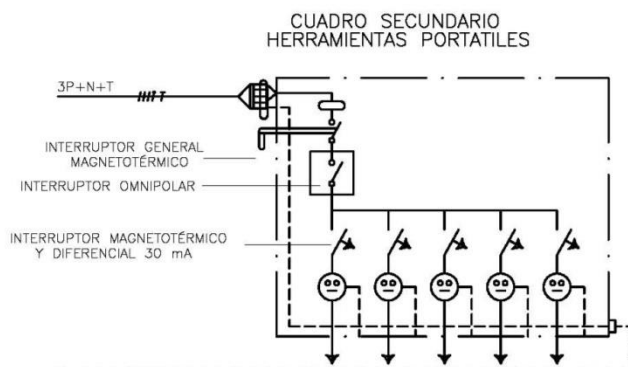 CUADRO SECUNDARIO
HERRAMIENTAS PORTATILES
3P+N+T
T
INTERRUPTOR GENERAL
MAGNETOTÉRMICO
INTERRUPTOR OMNIPOLAR
INTERRUPTOR MAGNETOTÉRMICO
Y DIFERENCIAL 30 mA